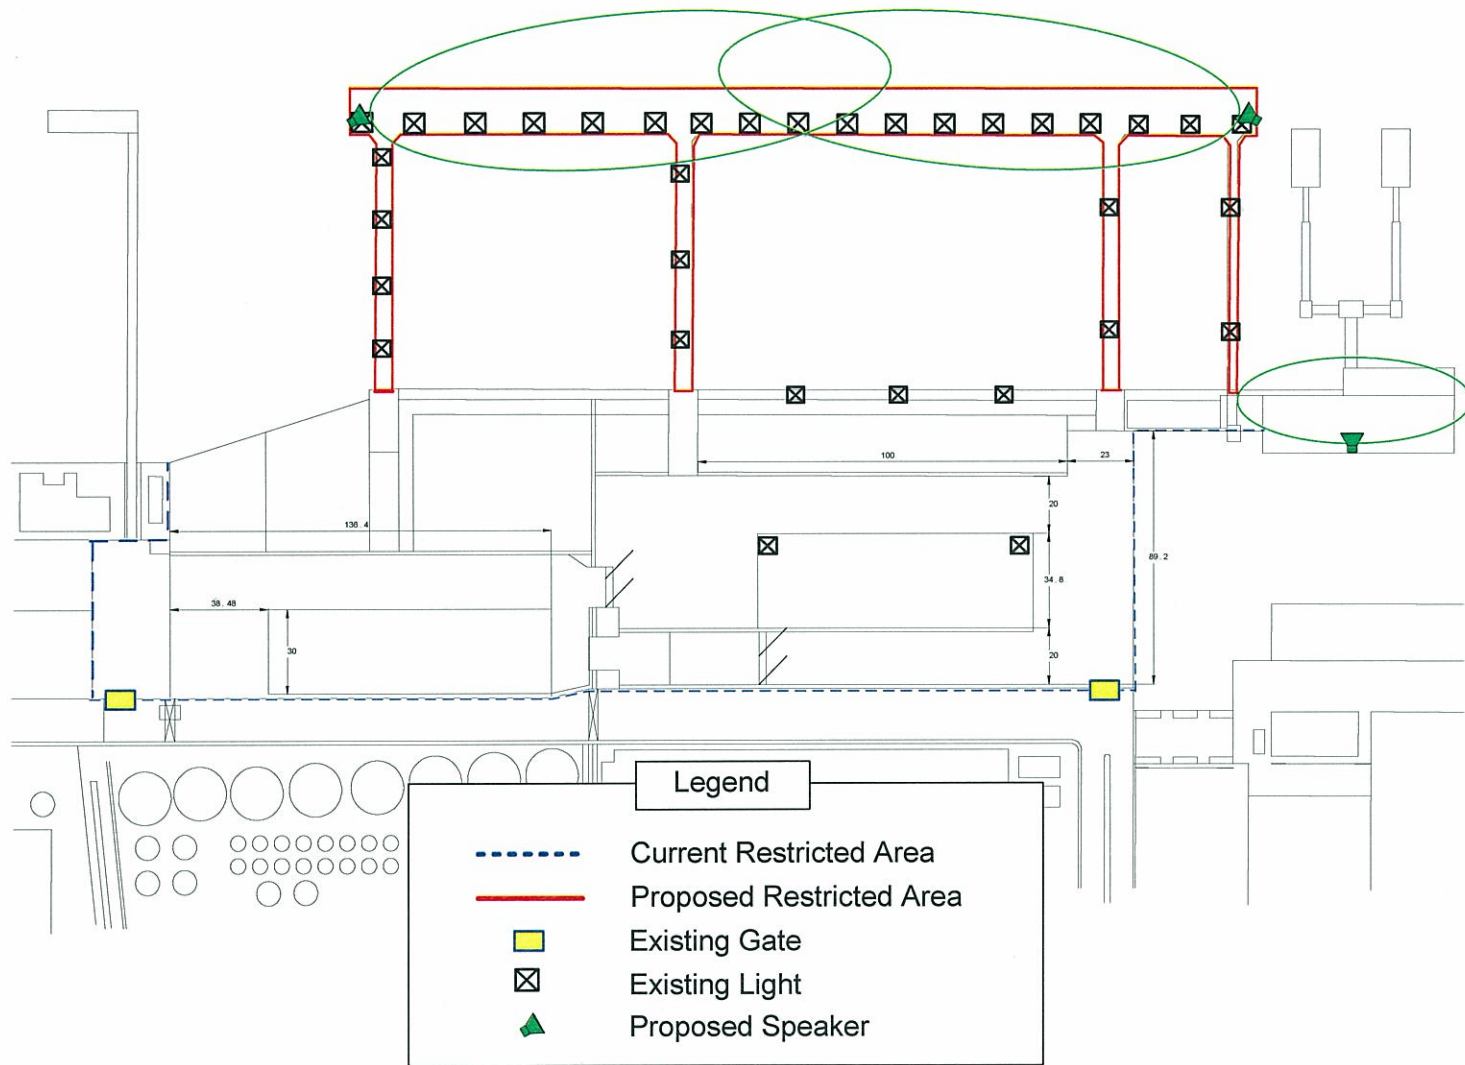 100
23
20
136.4
89.2
34.8
38.48
30
20
Legend
Current Restricted Area
Proposed Restricted Area
Existing Gate
Existing Light
Proposed Speaker